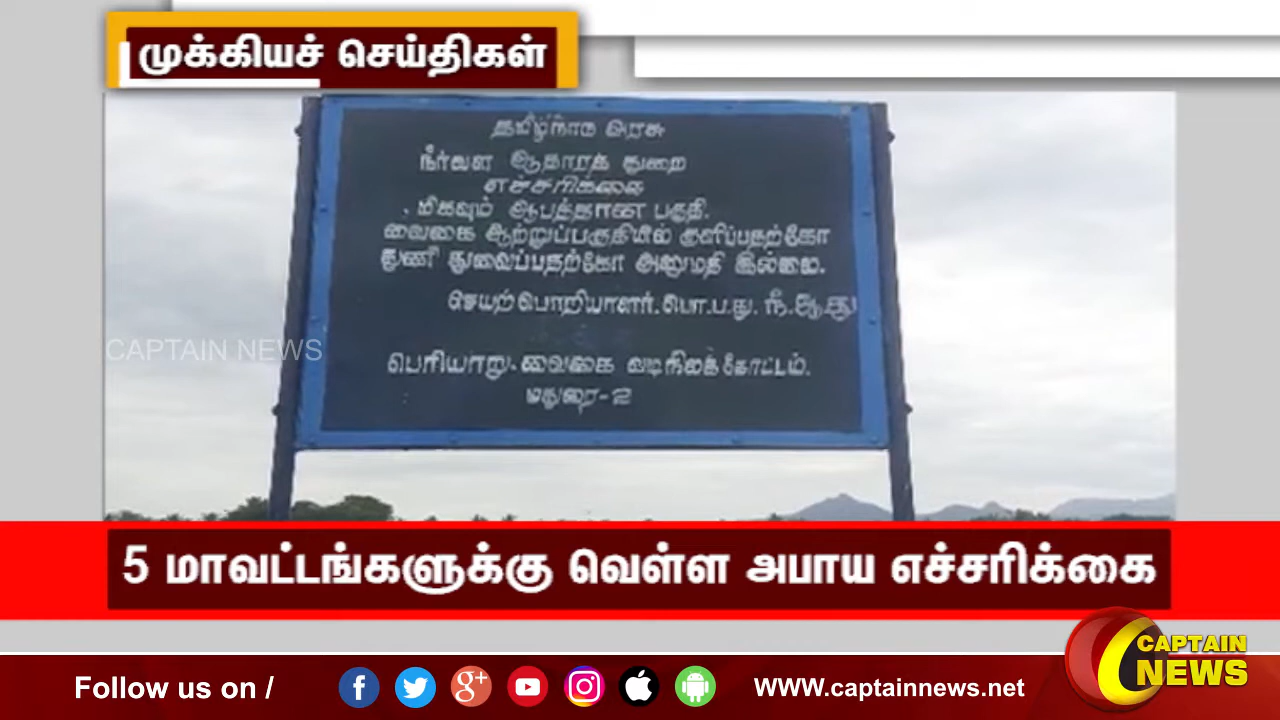 முக்கியச் செய்திகள்
தமிழ்நாடு அரசு
நீர்வள ஆதாரத் துறை
எச்சரிக்கை
மிகவும் ஆபத்தான பகுதி.
வைகை ஆற்றுப்பகுதியில் குளிப்பதற்கோ
துணி துவைப்பதற்கோ அனுமதி இல்லை.
செயற்பொறியாளர்.பொ.ப.து. நீ.ஆ.து
CAPTAIN NEWS
பெரியாறு.வைகை வடிநிலக்கோட்டம்.
மதுரை-2
5 மாவட்டங்களுக்கு வெள்ள அபாய எச்சரிக்கை
CAPTAIN
NEWS
Follow us on /
WWW.captainnews.net